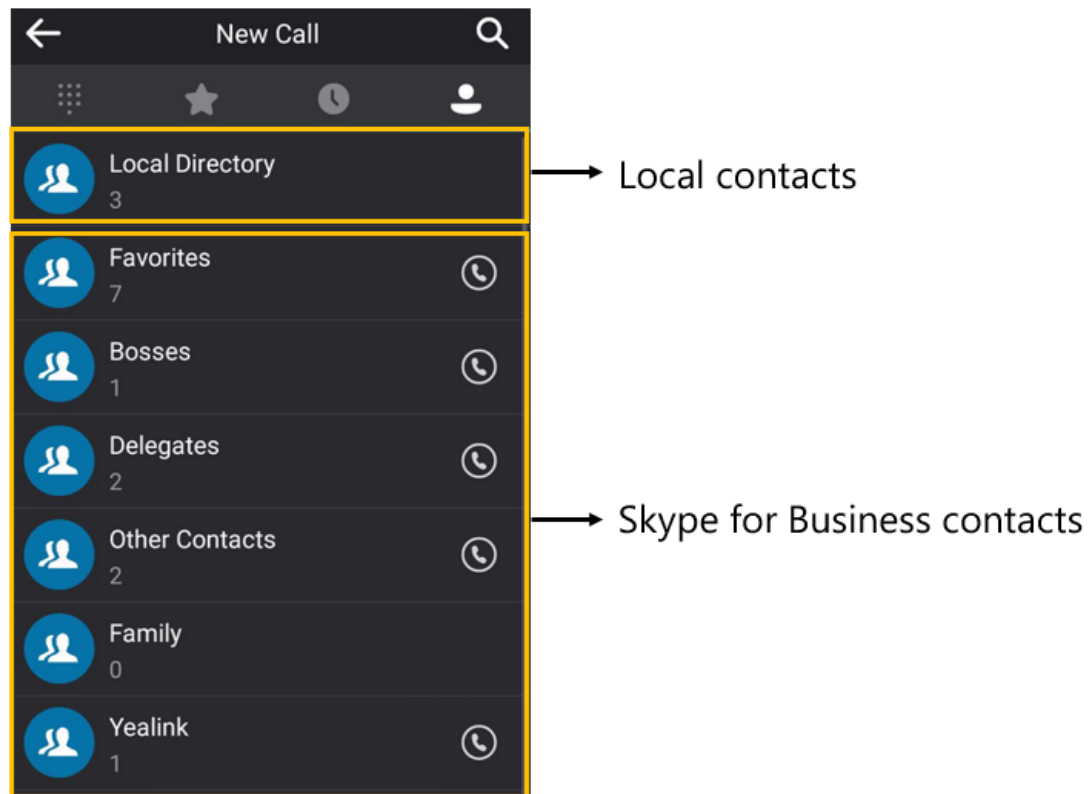 New Call
Local Directory
3
Local contacts
Favorites
7
Bosses
1
Delegates
2
Other Contacts
2
Skype for Business contacts
Family
0
Yealink
1